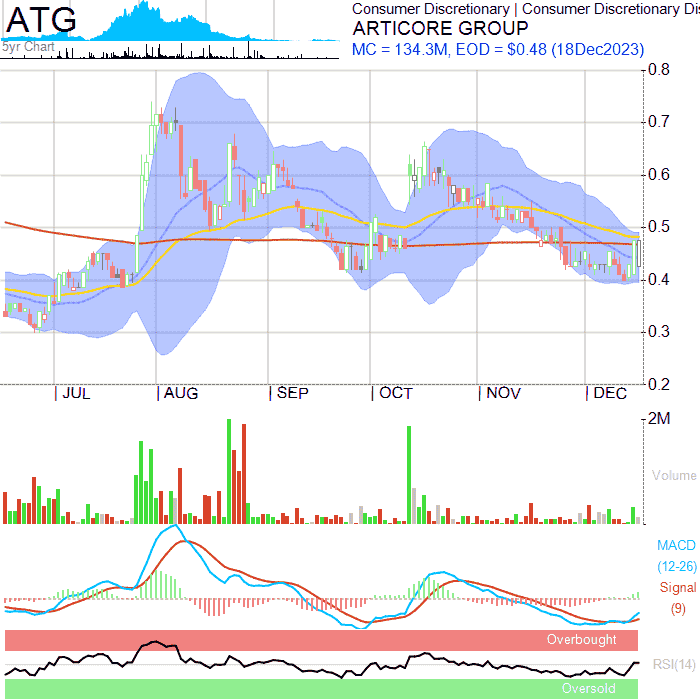 ATG
5yr Chart
Consumer Discretionary | Consumer Discretionary Dis
ARTICORE GROUP
MC = 134.3M, EOD = $0.48 (18Dec2023)
0.8
0.7
0.6
0.5
0.4
0.3
0.2
| JUL | AUG | SEP | OCT | NOV | DEC
2M
Volume
MACD
(12-26)
Signal
(9)
Overbought
RSI(14)
Oversold